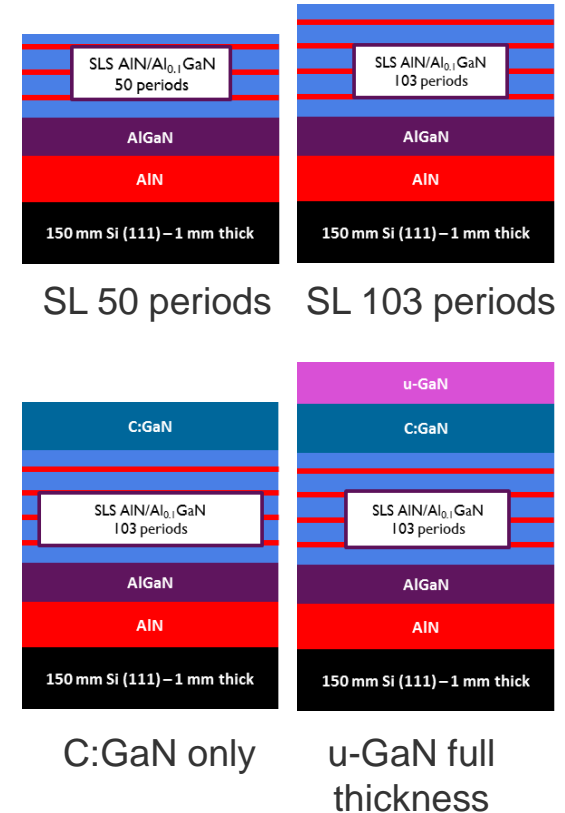 SLS AlN/Al0.1GaN
50 periods
AlGaN
AlN
150 mm Si (111) – 1 mm thick
SL 50 periods
SLS AlN/Al0.1GaN
103 periods
AlGaN
AlN
150 mm Si (111) – 1 mm thick
SL 103 periods
C:GaN
SLS AlN/Al0.1GaN
103 periods
AlGaN
AlN
150 mm Si (111) – 1 mm thick
C:GaN only
u-GaN
C:GaN
SLS AlN/Al0.1GaN
103 periods
AlGaN
AlN
150 mm Si (111) – 1 mm thick
u-GaN full
thickness